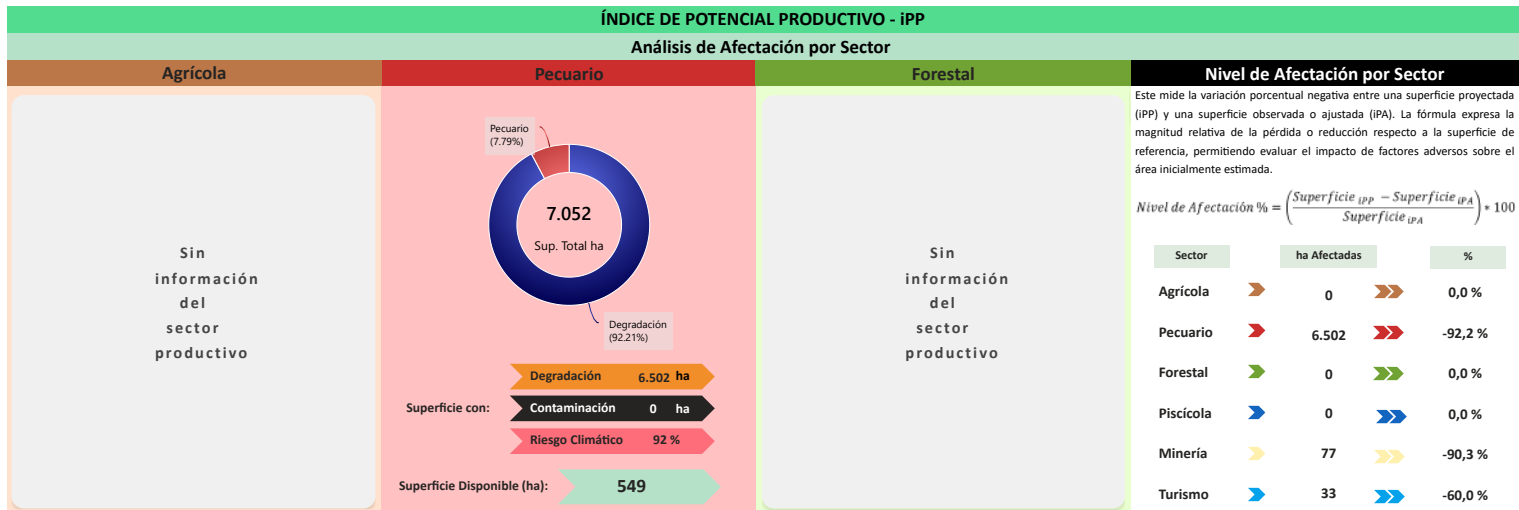 ÍNDICE DE POTENCIAL PRODUCTIVO - iPP
Análisis de Afectación por Sector
Agrícola
Sin
información
del
sector
productivo
Pecuario
Pecuario
(7.79%)
7.052
Sup. Total ha
Degradación
(92.21%)
Superficie con:
Degradación 6.502 ha
Contaminación 0 ha
Riesgo Climático 92 %
Superficie Disponible (ha): 549
Forestal
Sin
información
del
sector
productivo
Nivel de Afectación por Sector
Este mide la variación porcentual negativa entre una superficie proyectada
(iPP) y una superficie observada o ajustada (iPA). La fórmula expresa la
magnitud relativa de la pérdida o reducción respecto a la superficie de
referencia, permitiendo evaluar el impacto de factores adversos sobre el
área inicialmente estimada.
Nivel de Afectación % = (Superficie iPP − Superficie iPA / Superficie iPA) * 100
Sector ha Afectadas %
Agrícola 0 0,0 %
Pecuario 6.502 -92,2 %
Forestal 0 0,0 %
Piscícola 0 0,0 %
Minería 77 -90,3 %
Turismo 33 -60,0 %